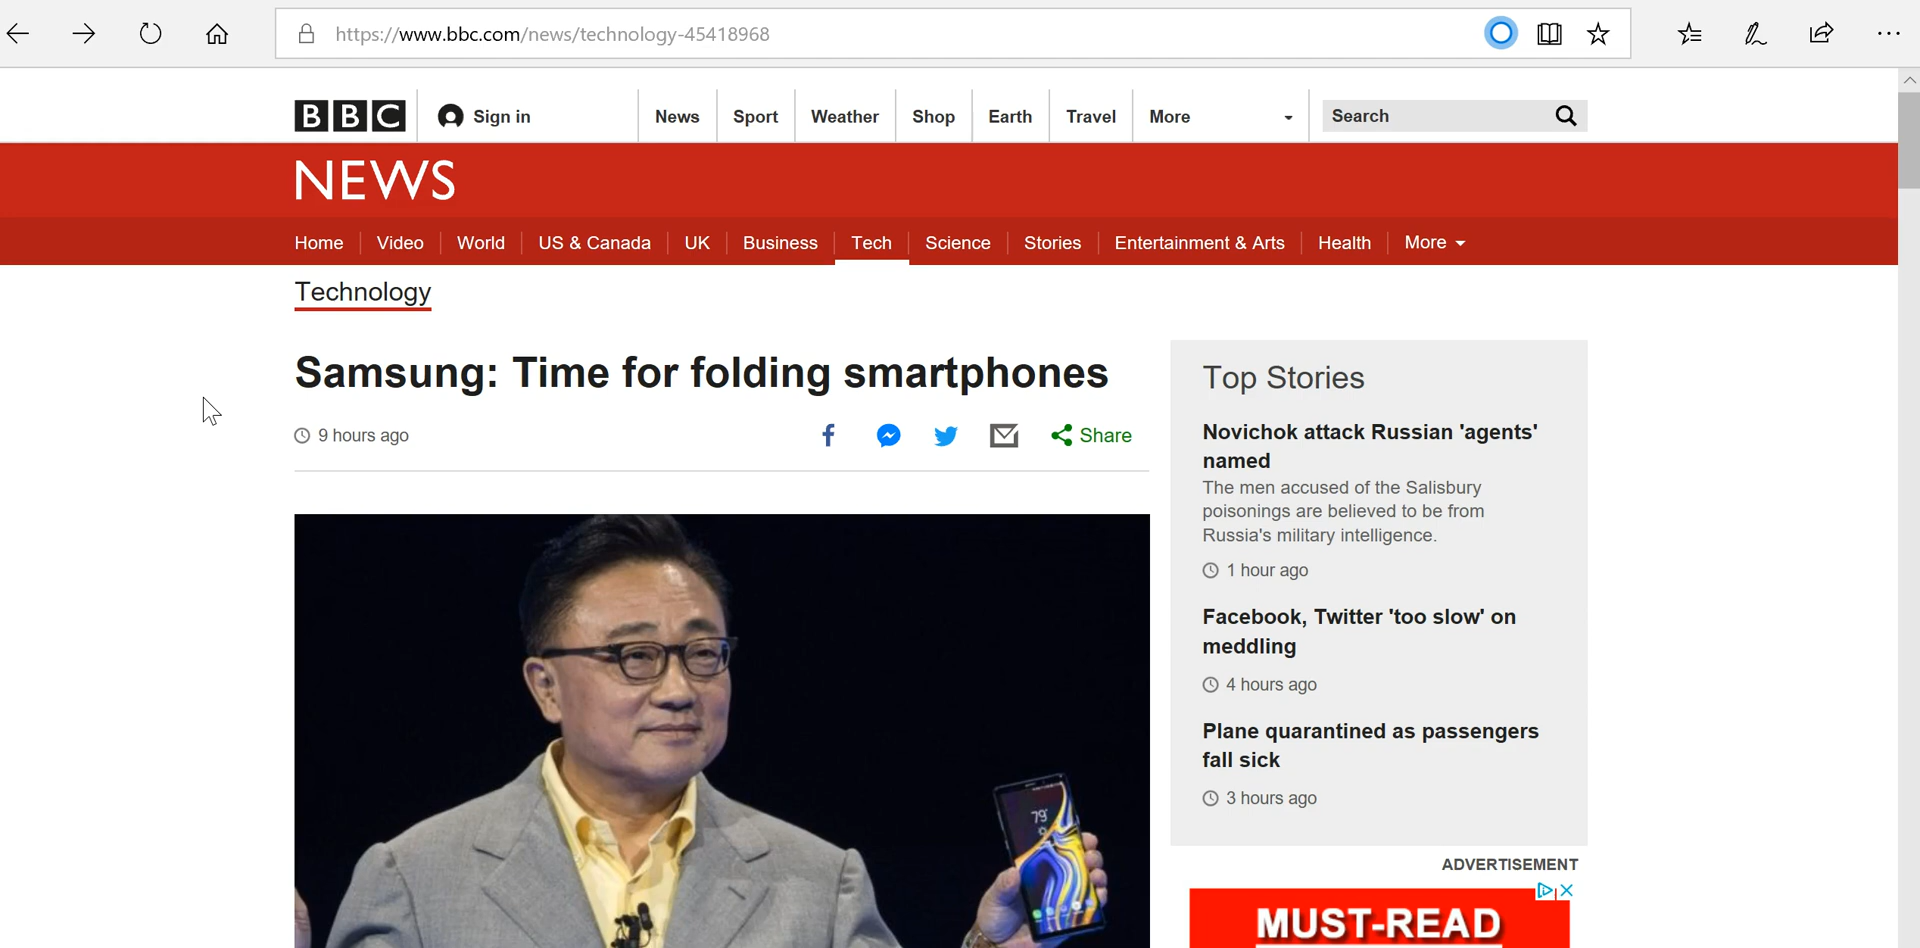 https://www.bbc.com/news/technology-45418968
BBC
Sign in
News
Sport
Weather
Shop
Earth
Travel
More
Search
NEWS
Home
Video
World
US & Canada
UK
Business
Tech
Science
Stories
Entertainment & Arts
Health
More
Technology
Samsung: Time for folding smartphones
9 hours ago
Share
79°
Top Stories
Novichok attack Russian 'agents'
named
The men accused of the Salisbury
poisonings are believed to be from
Russia's military intelligence.
1 hour ago
Facebook, Twitter 'too slow' on
meddling
4 hours ago
Plane quarantined as passengers
fall sick
3 hours ago
ADVERTISEMENT
MUST-READ